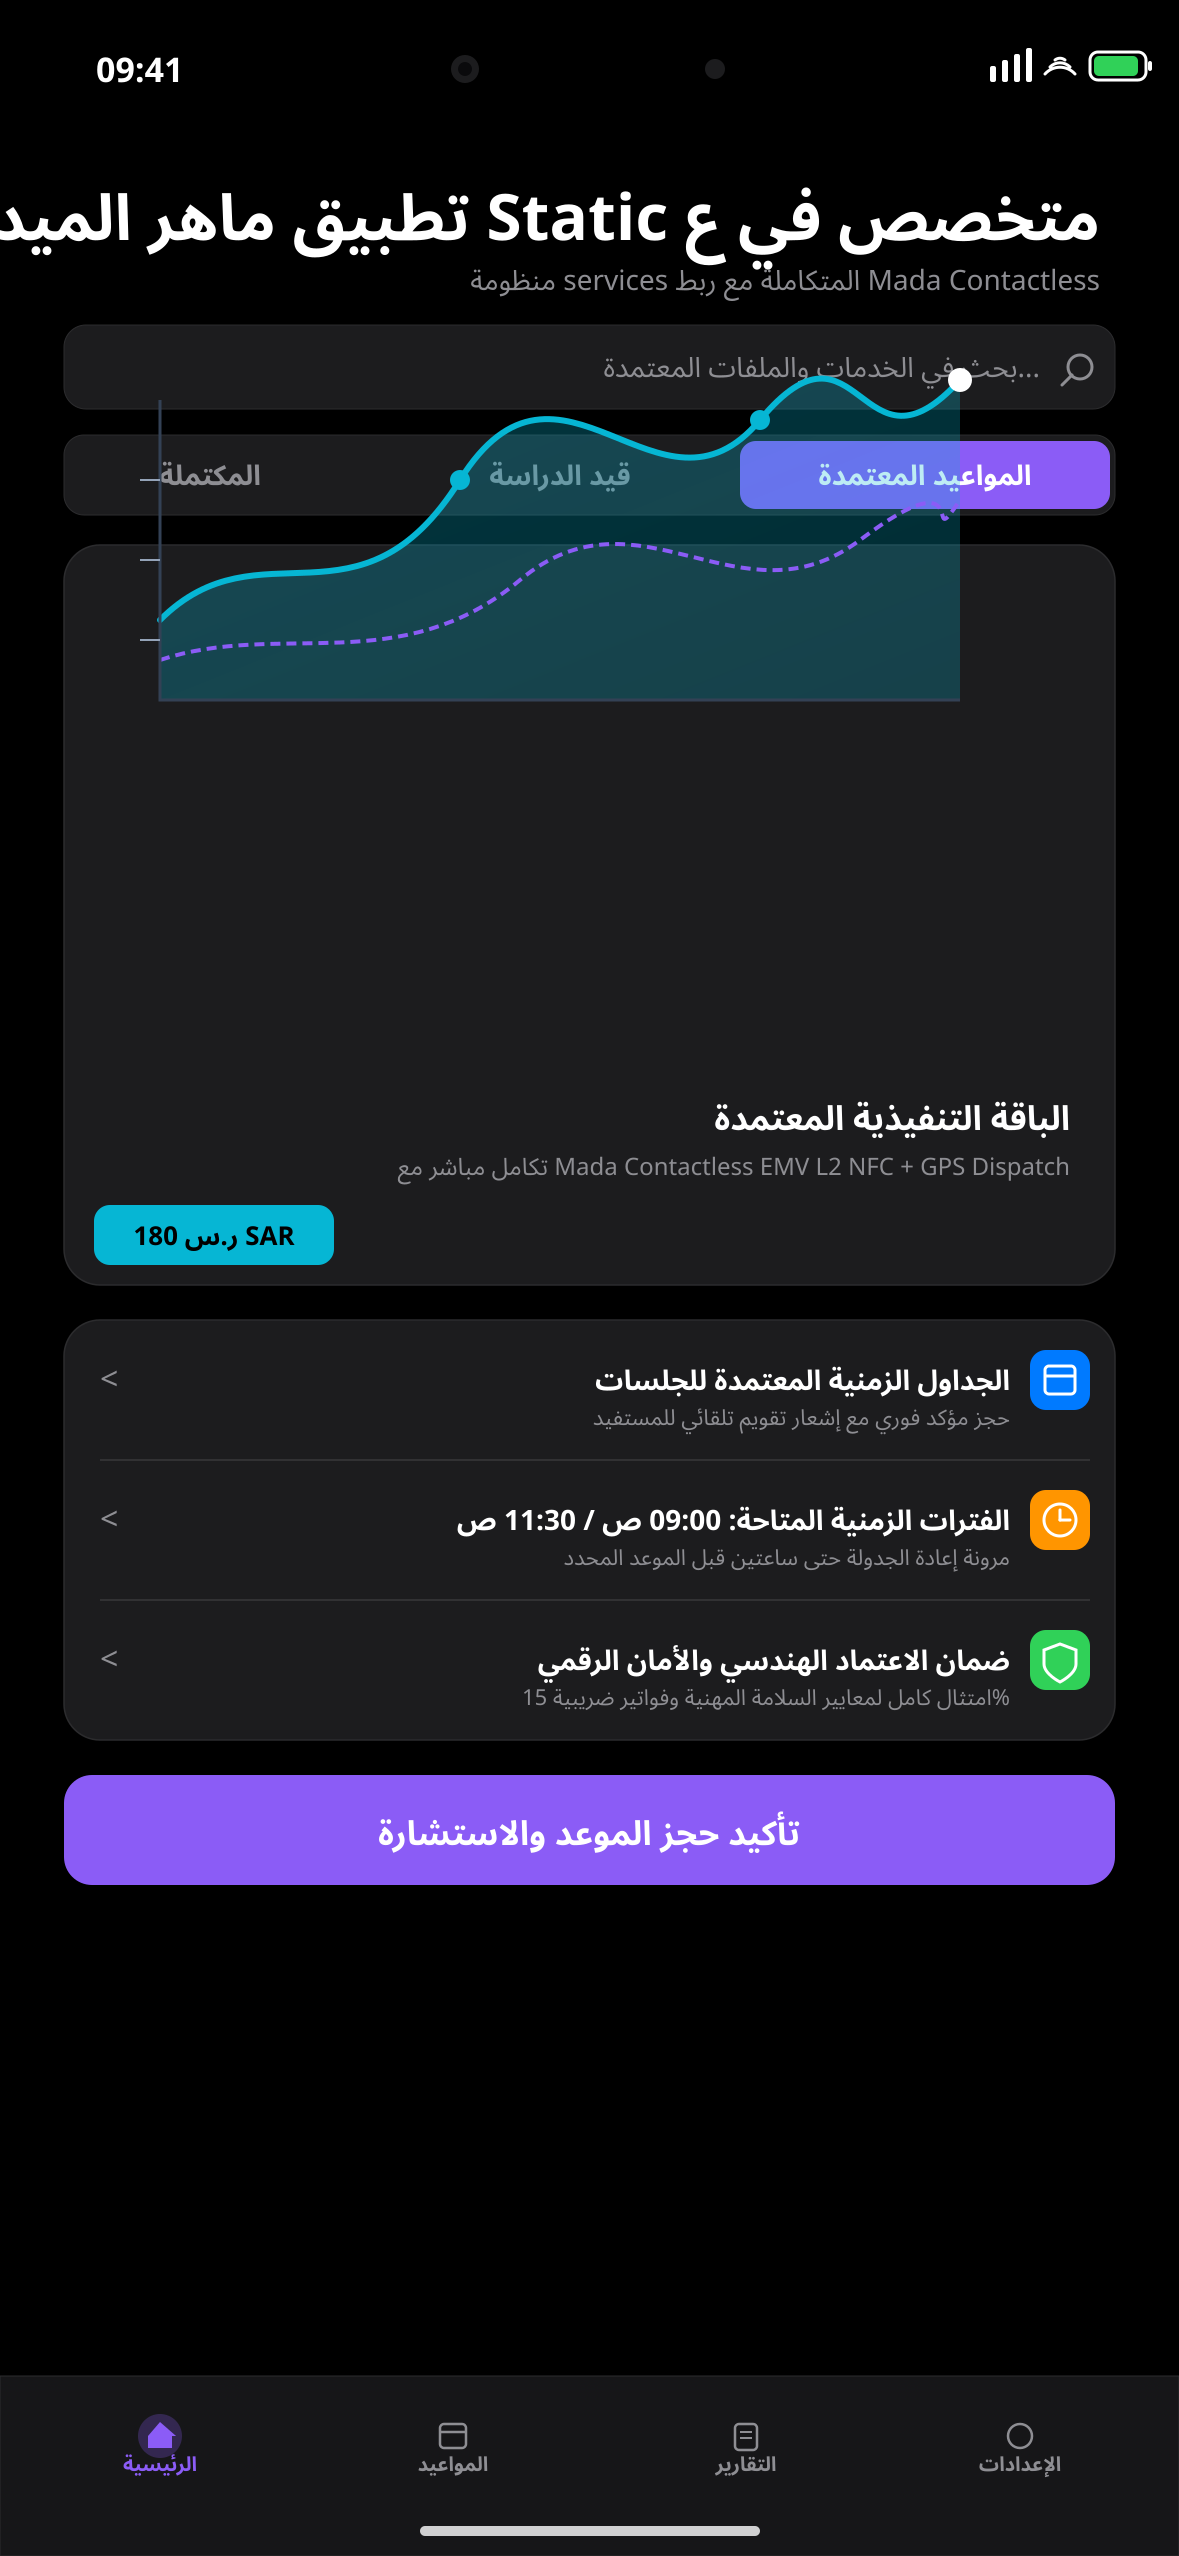 09:41
متخصص في ع Static تطبيق ماهر الميد
Mada Contactless المتكاملة مع ربط services منظومة
...بحث في الخدمات والملفات المعتمدة
المواعيد المعتمدة
قيد الدراسة
المكتملة
الباقة التنفيذية المعتمدة
Mada Contactless EMV L2 NFC + GPS Dispatch تكامل مباشر مع
180 ر.س SAR
الجداول الزمنية المعتمدة للجلسات
حجز مؤكد فوري مع إشعار تقويم تلقائي للمستفيد
الفترات الزمنية المتاحة: 09:00 ص / 11:30 ص
مرونة إعادة الجدولة حتى ساعتين قبل الموعد المحدد
ضمان الاعتماد الهندسي والأمان الرقمي
%امتثال كامل لمعايير السلامة المهنية وفواتير ضريبية 15
تأكيد حجز الموعد والاستشارة
الإعدادات
التقارير
المواعيد
الرئيسية